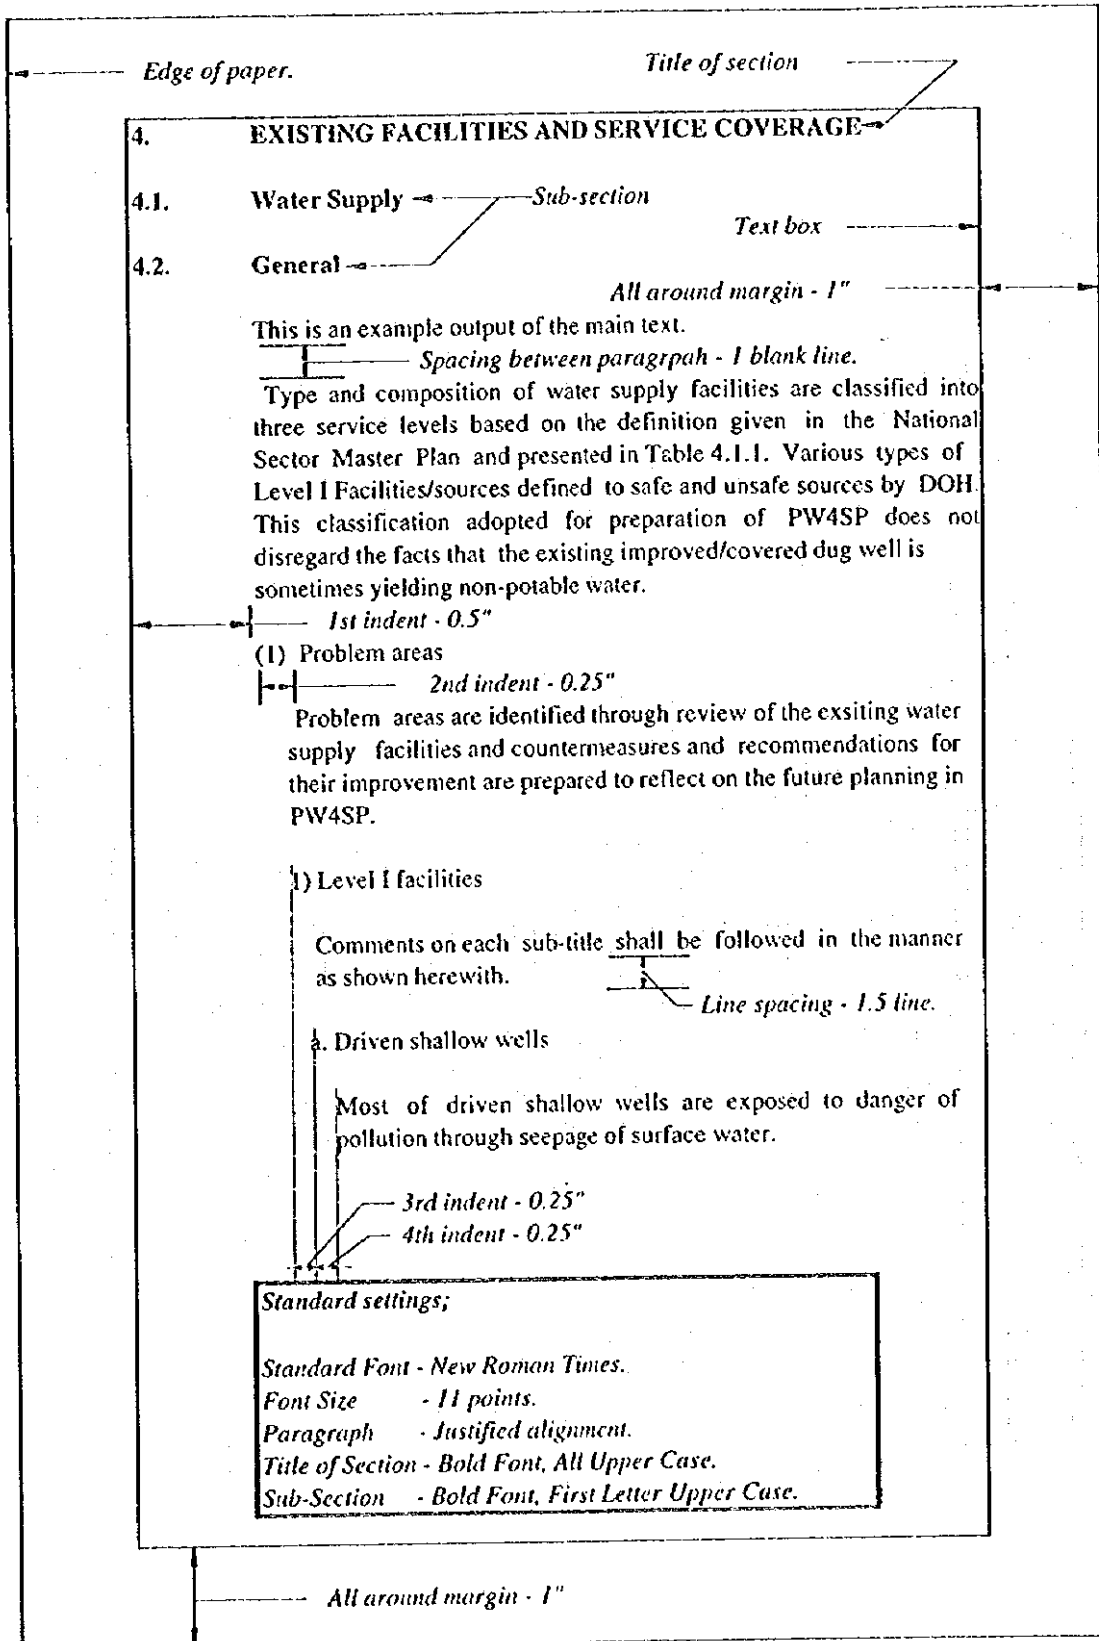 Edge of paper.
Title of section
4. EXISTING FACILITIES AND SERVICE COVERAGE
4.1. Water Supply
Sub-section
Text box
4.2. General
All around margin - 1"
This is an example output of the main text.
Spacing between paragrpah - 1 blank line.
Type and composition of water supply facilities are classified into
three service levels based on the definition given in the National
Sector Master Plan and presented in Table 4.1.1. Various types of
Level I Facilities/sources defined to safe and unsafe sources by DOH.
This classification adopted for preparation of PW4SP does not
disregard the facts that the existing improved/covered dug well is
sometimes yielding non-potable water.
1st indent - 0.5"
(1) Problem areas
2nd indent - 0.25"
Problem areas are identified through review of the exsiting water
supply facilities and countermeasures and recommendations for
their improvement are prepared to reflect on the future planning in
PW4SP.
1) Level I facilities
Comments on each sub-title shall be followed in the manner
as shown herewith.
Line spacing - 1.5 line.
a. Driven shallow wells
Most of driven shallow wells are exposed to danger of
pollution through seepage of surface water.
3rd indent - 0.25"
4th indent - 0.25"
Standard settings;
Standard Font - New Roman Times.
Font Size - 11 points.
Paragraph - Justified alignment.
Title of Section - Bold Font, All Upper Case.
Sub-Section - Bold Font, First Letter Upper Case.
All around margin - 1"